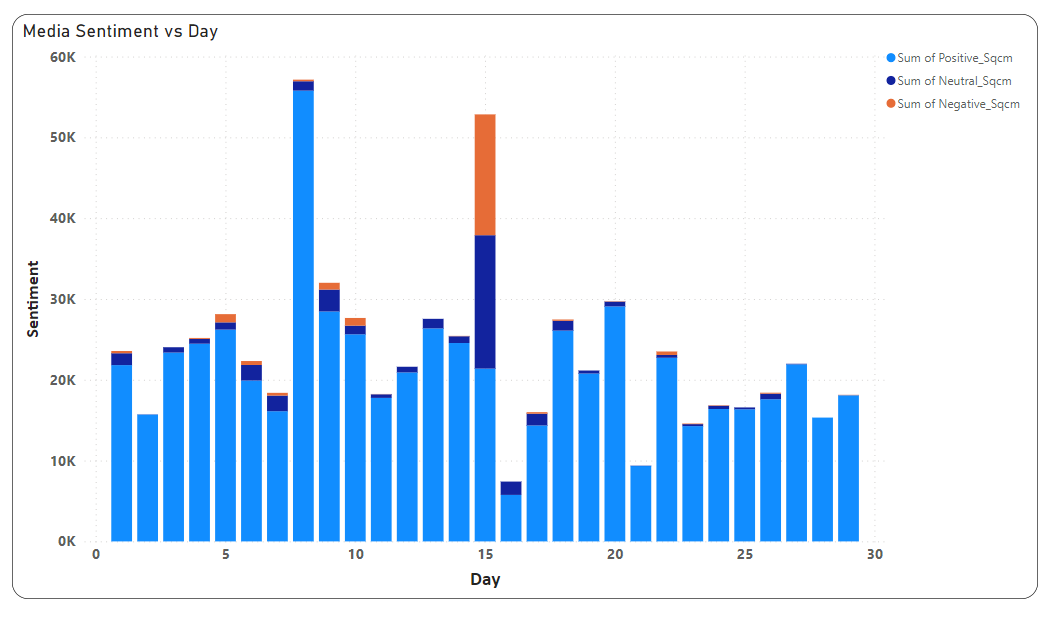 Media Sentiment vs Day
Sum of Positive_Sqcm
Sum of Neutral_Sqcm
Sum of Negative_Sqcm
Sentiment
60K
50K
40K
30K
20K
10K
0K
0 5 10 15 20 25 30
Day